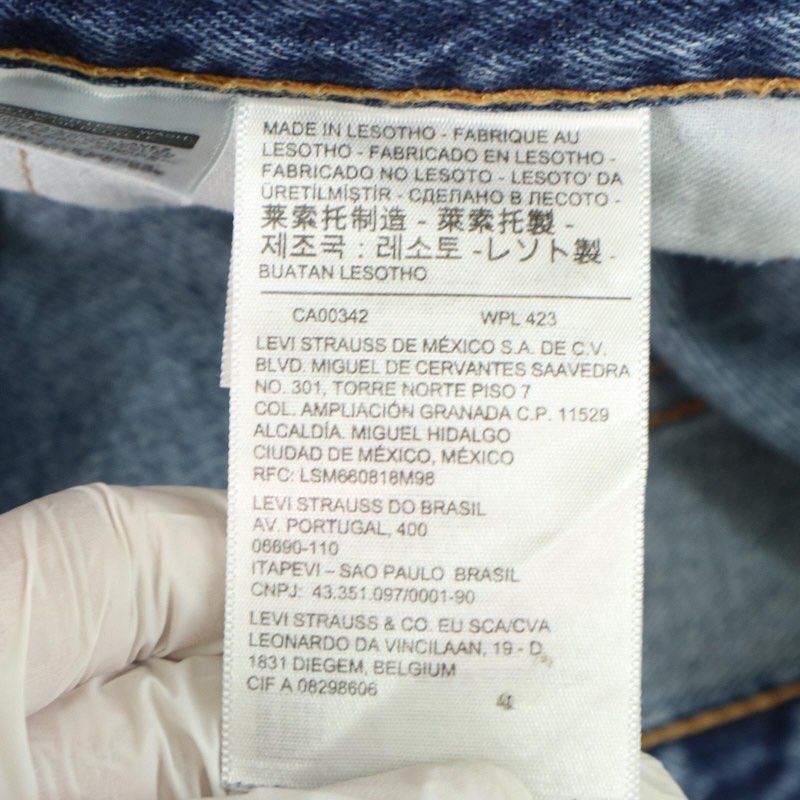 MADE IN LESOTHO - FABRIQUE AU
LESOTHO - FABRICADO EN LESOTHO -
FABRICADO NO LESOTO - LESOTO' DA
ÜRETİLMİŞTİR - СДЕЛАНО В ЛЕСОТО -
莱索托制造 - 萊索托製 -
제조국 : 레소토 -レソト製 -
BUATAN LESOTHO
CA00342 WPL 423
LEVI STRAUSS DE MÉXICO S.A. DE C.V.
BLVD. MIGUEL DE CERVANTES SAAVEDRA
NO. 301, TORRE NORTE PISO 7
COL. AMPLIACIÓN GRANADA C.P. 11529
ALCALDÍA. MIGUEL HIDALGO
CIUDAD DE MÉXICO, MÉXICO
RFC: LSM660818M98
LEVI STRAUSS DO BRASIL
AV. PORTUGAL, 400
06690-110
ITAPEVI – SAO PAULO BRASIL
CNPJ: 43.351.097/0001-90
LEVI STRAUSS & CO. EU SCA/CVA
LEONARDO DA VINCILAAN, 19 - D
1831 DIEGEM, BELGIUM
CIF A 08298606